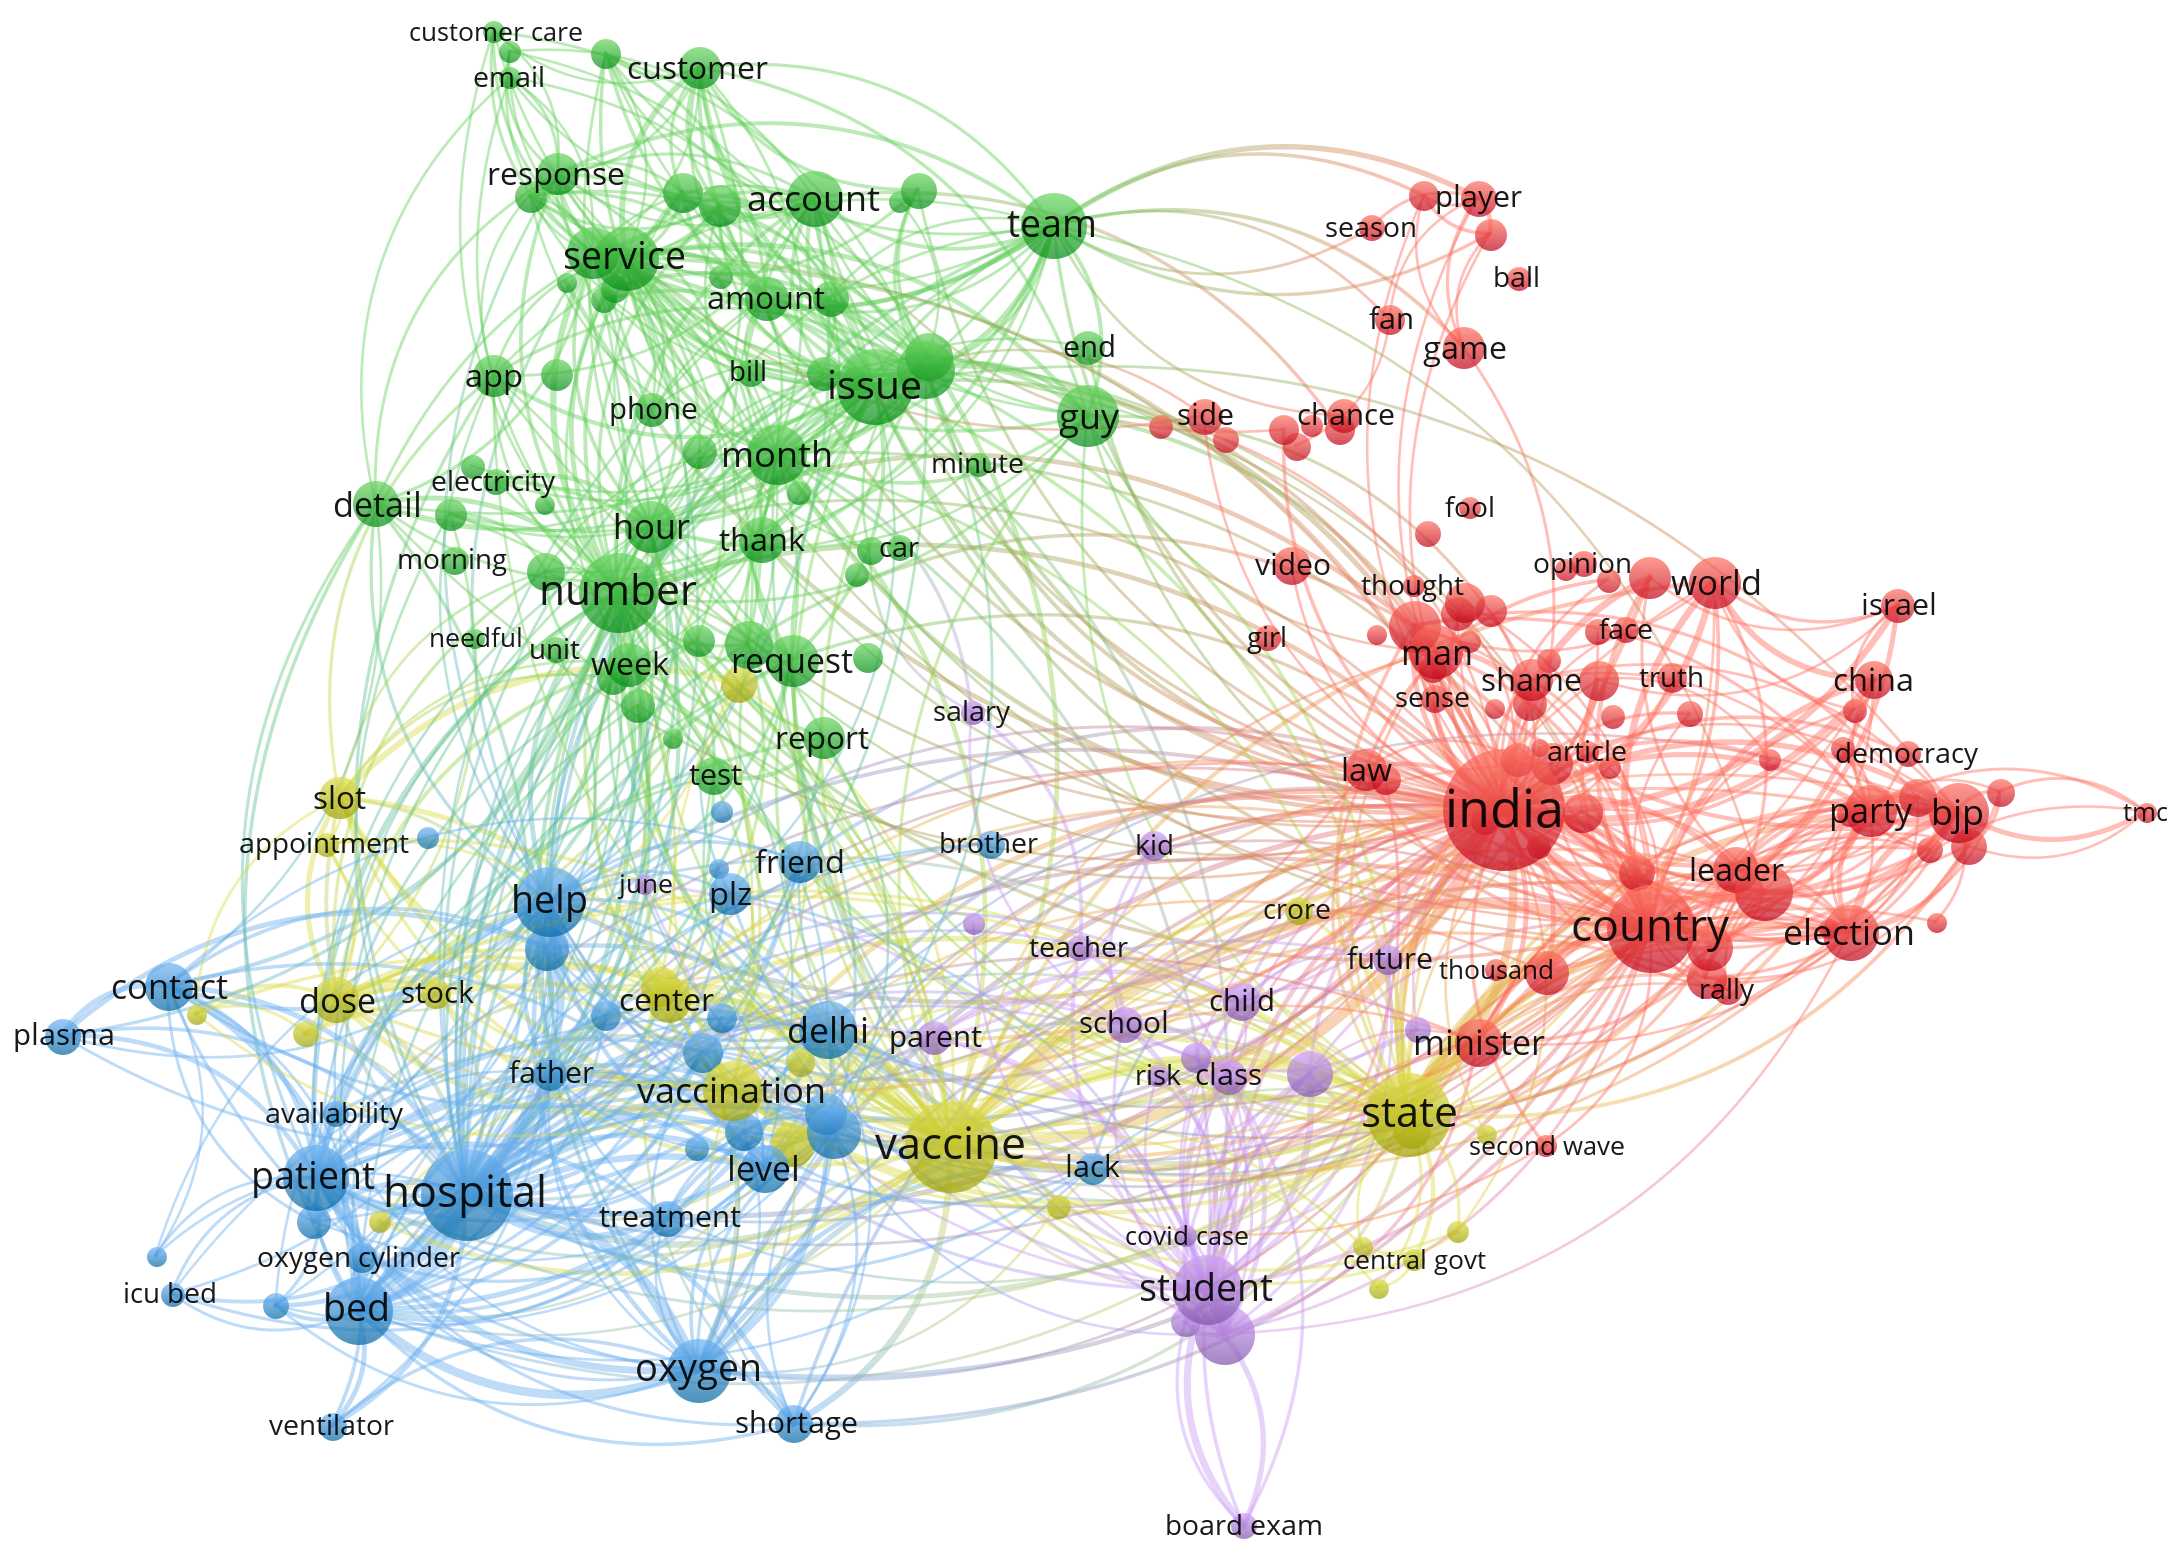 customer care
email
customer
response
account
player
team
season
service
ball
amount
fan
end
game
bill
app
issue
phone
guy
side
chance
month
minute
electricity
detail
fool
hour
thank
car
morning
video
opinion
thought
world
number
israel
needful
unit
girl
face
week
request
man
shame
truth
china
sense
salary
report
article
democracy
test
law
slot
india
party
bjp
tmc
appointment
brother
kid
friend
leader
june
plz
help
crore
country
election
teacher
future
thousand
contact
stock
dose
center
child
rally
school
delhi
plasma
parent
minister
father
risk
class
vaccination
availability
state
vaccine
second wave
level
lack
patient
hospital
treatment
covid case
oxygen cylinder
central govt
icu bed
student
bed
oxygen
ventilator
shortage
board exam